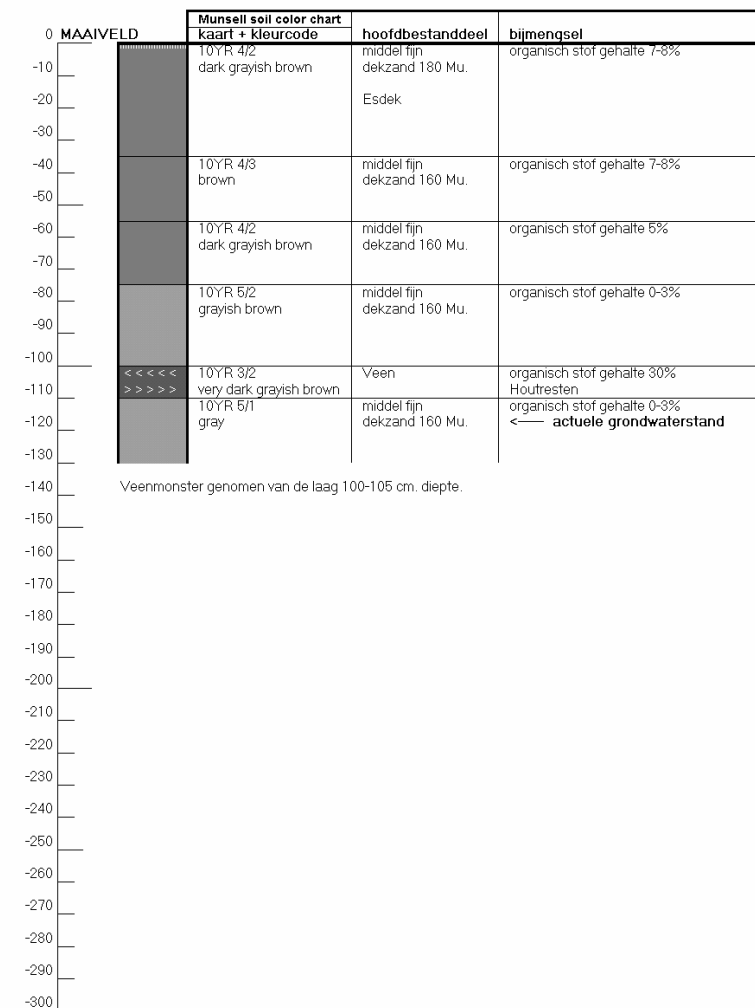 Munsell soil color chart
0 MAAIVELD kaart + kleurcode hoofdbestanddeel bijmengsel
10YR 4/2 middel fijn organisch stof gehalte 7-8%
-10 dark grayish brown dekzand 180 Mu.
-20 Esdek
-30
-40 10YR 4/3 middel fijn organisch stof gehalte 7-8%
brown dekzand 160 Mu.
-50
-60 10YR 4/2 middel fijn organisch stof gehalte 5%
dark grayish brown dekzand 160 Mu.
-70
-80 10YR 5/2 middel fijn organisch stof gehalte 0-3%
grayish brown dekzand 160 Mu.
-90
-100
< < < < < 10YR 3/2 Veen organisch stof gehalte 30%
-110 > > > > > very dark grayish brown Houtresten
10YR 5/1 middel fijn organisch stof gehalte 0-3%
-120 gray dekzand 160 Mu. <── actuele grondwaterstand
-130
-140 Veenmonster genomen van de laag 100-105 cm. diepte.
-150
-160
-170
-180
-190
-200
-210
-220
-230
-240
-250
-260
-270
-280
-290
-300